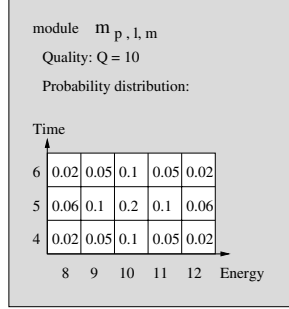 module m p , l, m
Quality: Q = 10
Probability distribution:
Time
6 0.02 0.05 0.1 0.05 0.02
5 0.06 0.1 0.2 0.1 0.06
4 0.02 0.05 0.1 0.05 0.02
8 9 10 11 12 Energy